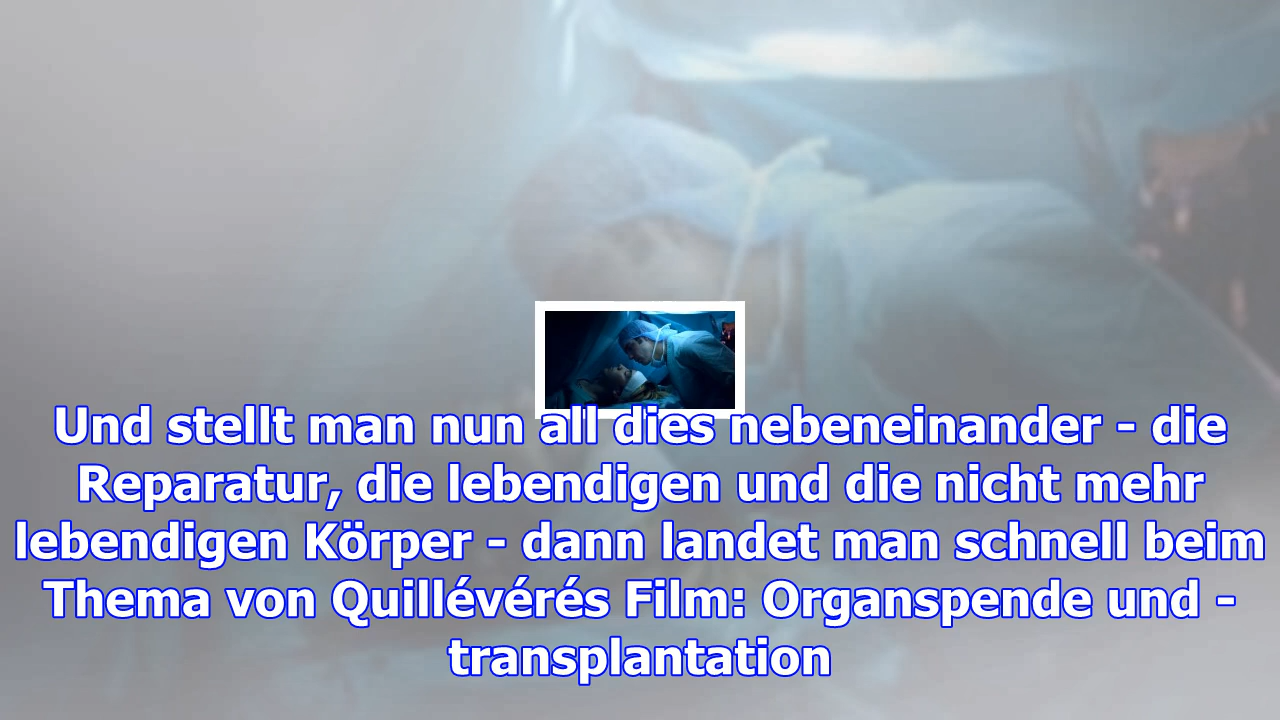 Und stellt man nun all dies nebeneinander - die
Reparatur, die lebendigen und die nicht mehr
lebendigen Körper - dann landet man schnell beim
Thema von Quillévérés Film: Organspende und -
transplantation